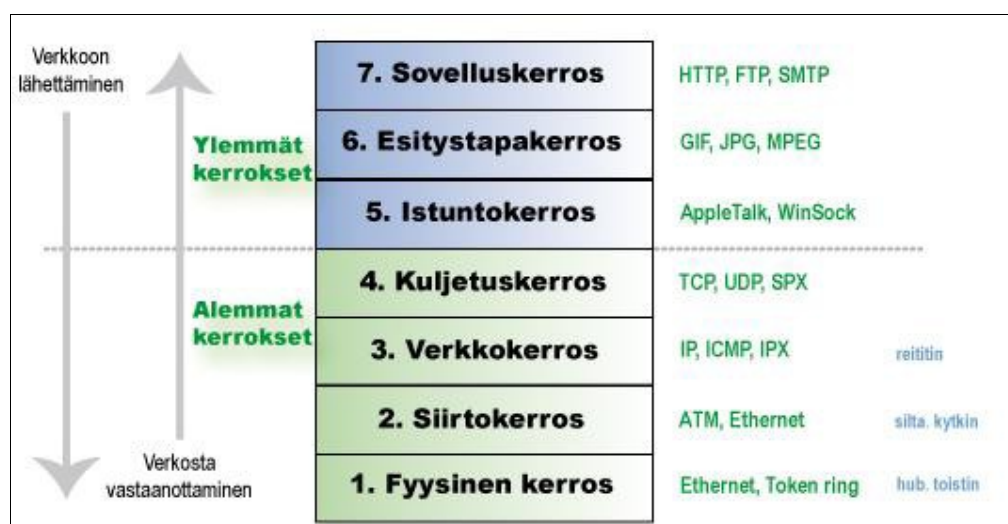 Verkkoon
lähettäminen
7. Sovelluskerros
HTTP, FTP, SMTP
Ylemmät
kerrokset
6. Esitystapakerros
GIF, JPG, MPEG
5. Istuntokerros
AppleTalk, WinSock
4. Kuljetuskerros
TCP, UDP, SPX
Alemmat
kerrokset
3. Verkkokerros
IP, ICMP, IPX
reititin
2. Siirtokerros
ATM, Ethernet
silta. kytkin
Verkosta
vastaanottaminen
1. Fyysinen kerros
Ethernet, Token ring
hub. toistin